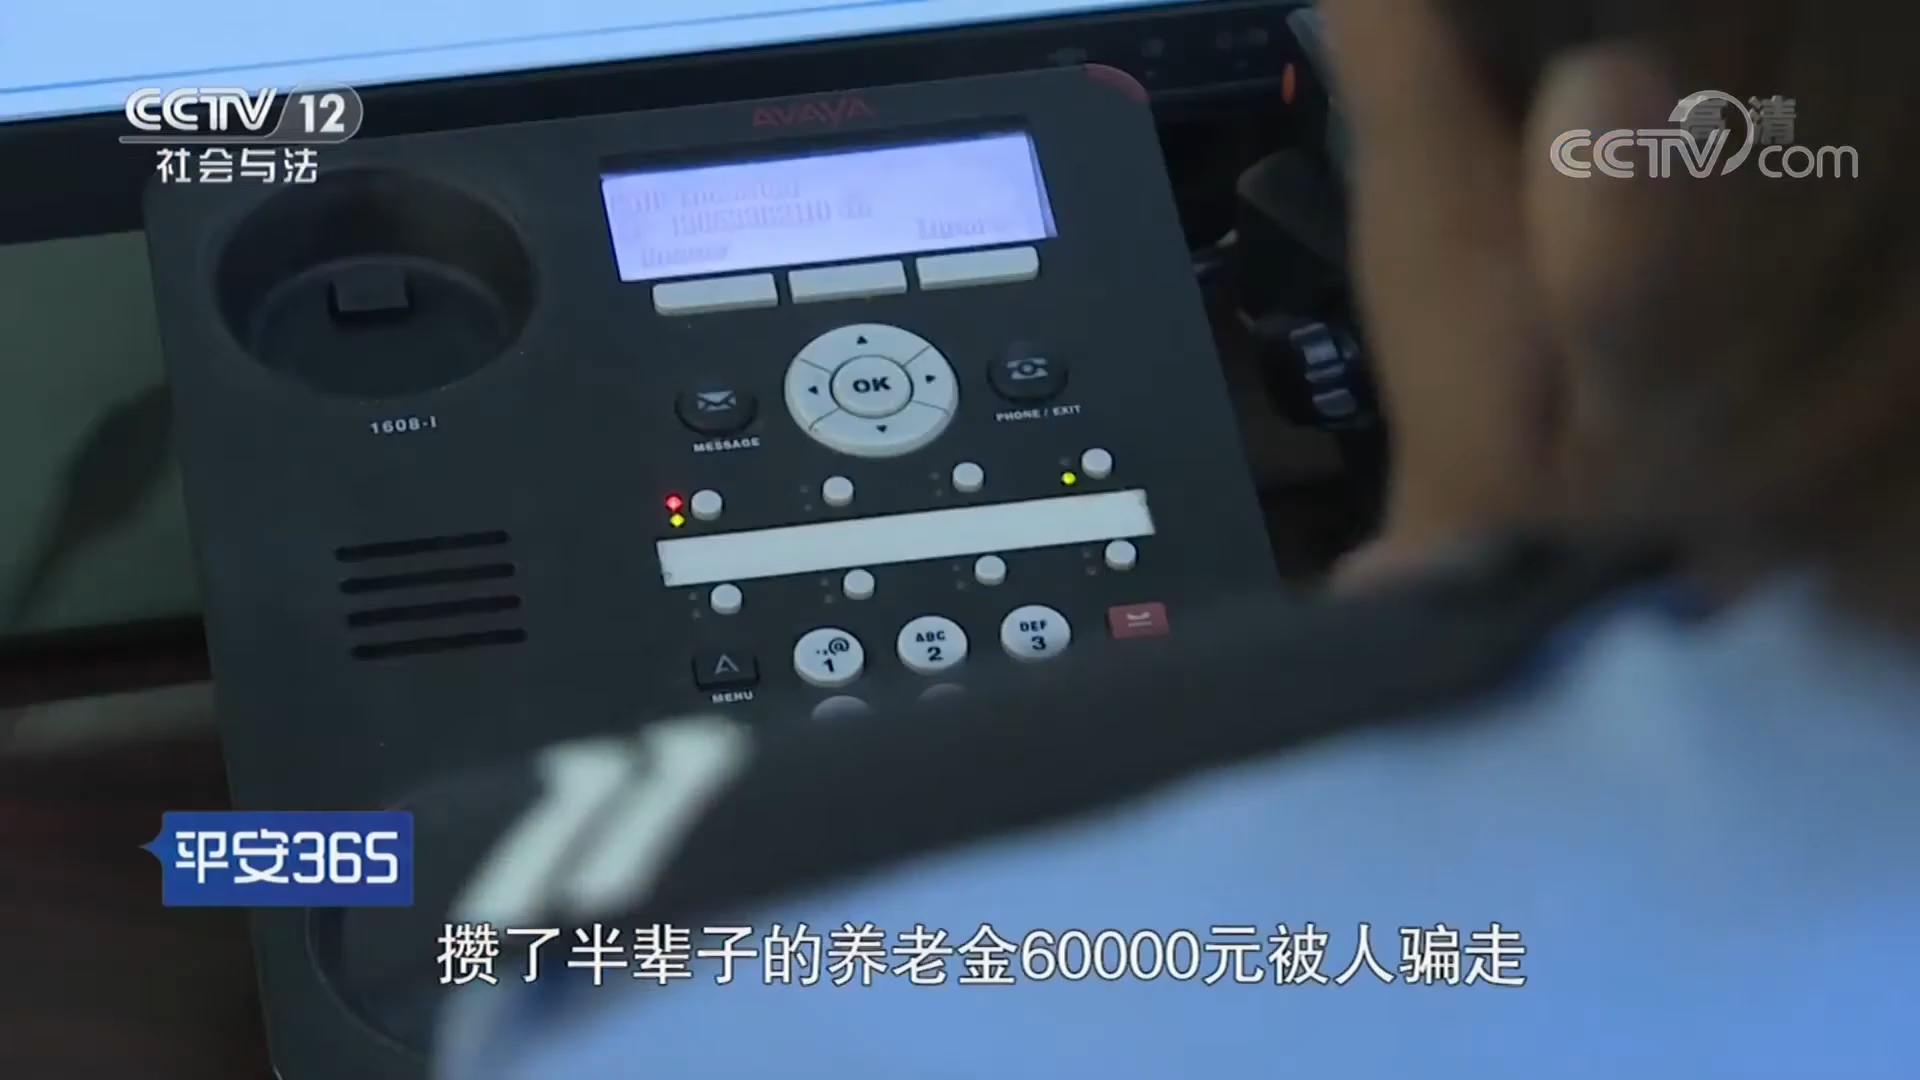 CCTV 12
社会与法
高清
CCTV com
AVAYA
OK
1608-I
MESSAGE
PHONE / EXIT
.,@
1
ABC
2
DEF
3
MENU
平安365
攒了半辈子的养老金60000元被人骗走